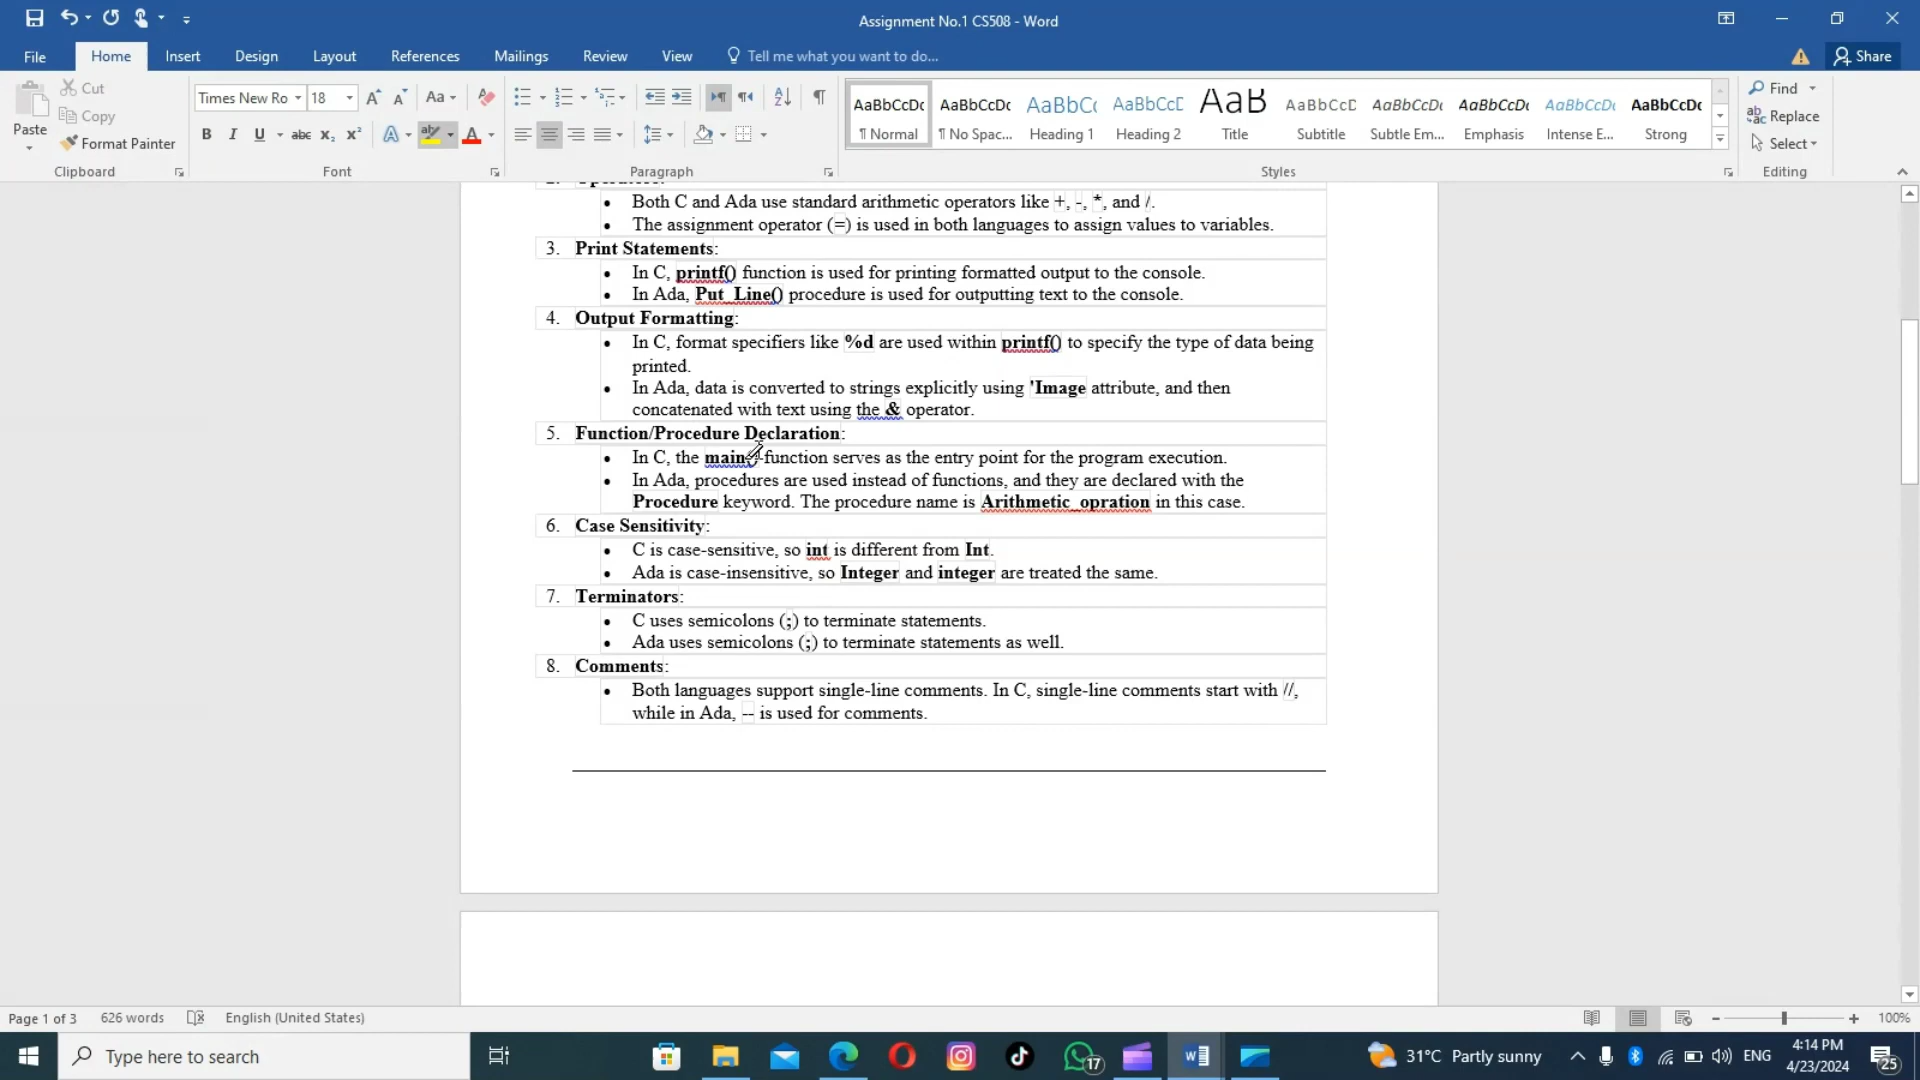 Assignment No.1 CS508 - Word
File Home Insert Design Layout References Mailings Review View Tell me what you want to do... Share
Paste
Cut
Copy
Format Painter
Times New Ro 18
Aa
B I U abc X₂ X² A aby A
AaBbCcDc AaBbCcDc AaBbCc AaBbCcD AaB AaBbCcD AaBbCcDc AaBbCcDc AaBbCcDc AaBbCcDc
¶ Normal ¶ No Spac... Heading 1 Heading 2 Title Subtitle Subtle Em... Emphasis Intense E... Strong
Find
Replace
Select
Clipboard Font Paragraph Styles Editing
• Both C and Ada use standard arithmetic operators like +, -, *, and /.
• The assignment operator (=) is used in both languages to assign values to variables.
3. Print Statements:
• In C, printf() function is used for printing formatted output to the console.
• In Ada, Put_Line() procedure is used for outputting text to the console.
4. Output Formatting:
• In C, format specifiers like %d are used within printf() to specify the type of data being
printed.
• In Ada, data is converted to strings explicitly using 'Image attribute, and then
concatenated with text using the & operator.
5. Function/Procedure Declaration:
• In C, the main() function serves as the entry point for the program execution.
• In Ada, procedures are used instead of functions, and they are declared with the
Procedure keyword. The procedure name is Arithmetic_opration in this case.
6. Case Sensitivity:
• C is case-sensitive, so int is different from Int.
• Ada is case-insensitive, so Integer and integer are treated the same.
7. Terminators:
• C uses semicolons (;) to terminate statements.
• Ada uses semicolons (;) to terminate statements as well.
8. Comments:
• Both languages support single-line comments. In C, single-line comments start with //,
while in Ada, -- is used for comments.
Page 1 of 3 626 words English (United States) 100%
Type here to search
17
31°C Partly sunny
ENG
4:14 PM
4/23/2024
25